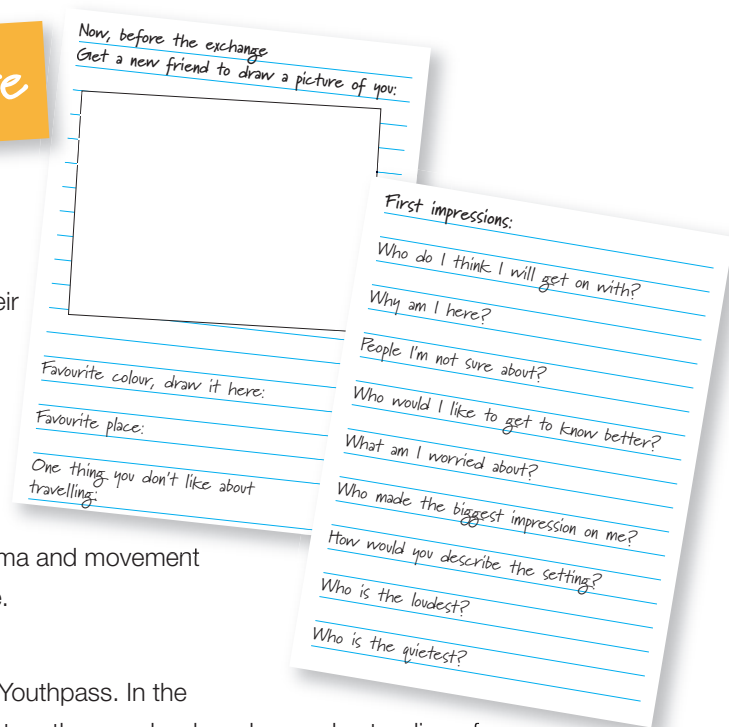 Now, before the exchange
Get a new friend to draw a picture of you:
Favourite colour, draw it here:
Favourite place:
One thing you don't like about
travelling:
First impressions:
Who do I think I will get on with?
Why am I here?
People I'm not sure about?
Who would I like to get to know better?
What am I worried about?
Who made the biggest impression on me?
How would you describe the setting?
Who is the loudest?
Who is the quietest?
and movement
Youthpass. In the